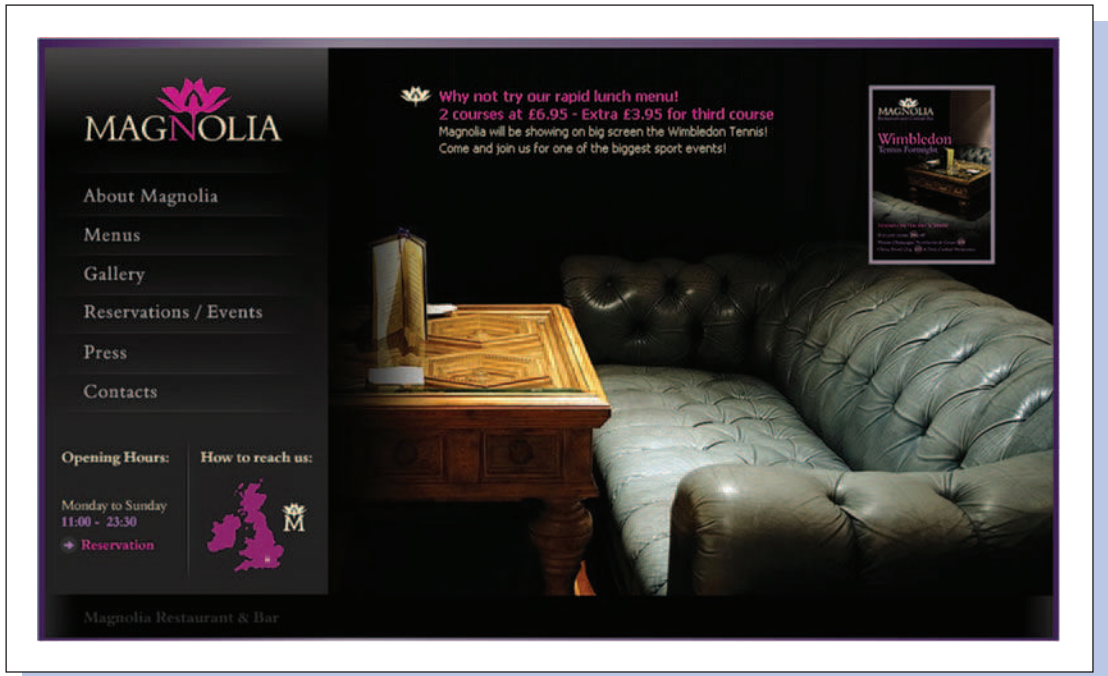 MAGNOLIA
About Magnolia
Menus
Gallery
Reservations / Events
Press
Contacts
Opening Hours:
Monday to Sunday
11:00 - 23:30
Reservation
How to reach us:
M
Why not try our rapid lunch menu!
2 courses at £6.95 - Extra £3.95 for third course
Magnolia will be showing on big screen the Wimbledon Tennis!
Come and join us for one of the biggest sport events!
MAGNOLIA
Wimbledon
Tennis Fortnight
Magnolia Restaurant & Bar